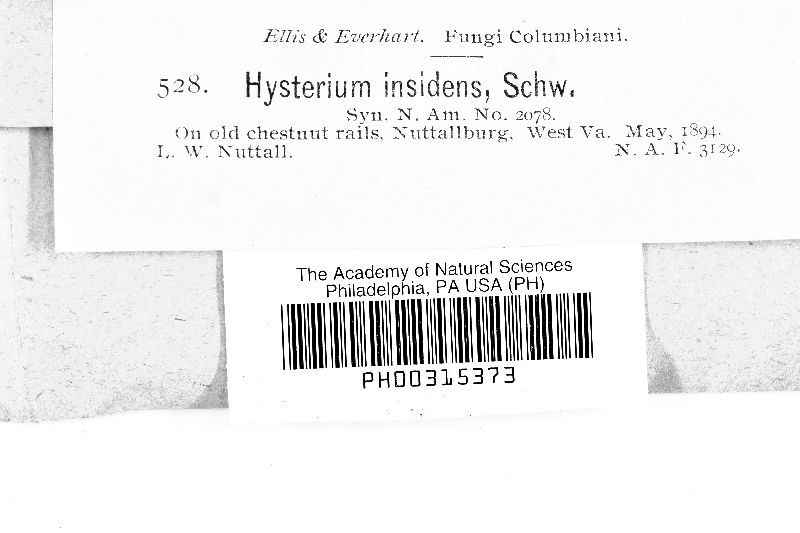 Ellis & Everhart. Fungi Columbiani.
528. Hysterium insidens, Schw.
Syn. N. Am. No. 2078.
On old chestnut rails, Nuttallburg, West Va. May, 1894.
L. W. Nuttall. N. A. F. 3129.
The Academy of Natural Sciences
Philadelphia, PA USA (PH)
PH00315373